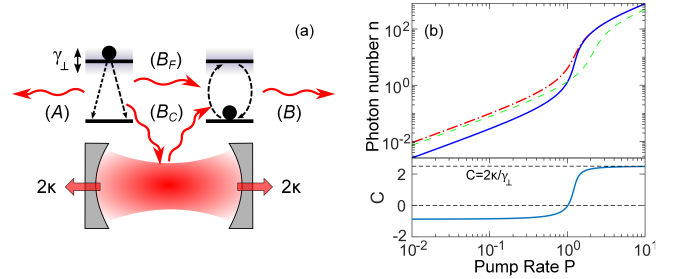 (a)
γ⊥
(B_F)
(A)
(B_C)
(B)
2κ
2κ
(b)
Photon number n
10²
10⁰
10⁻²
C=2κ/γ⊥
C
2
0
-2
10⁻²
10⁻¹
10⁰
10¹
Pump Rate P